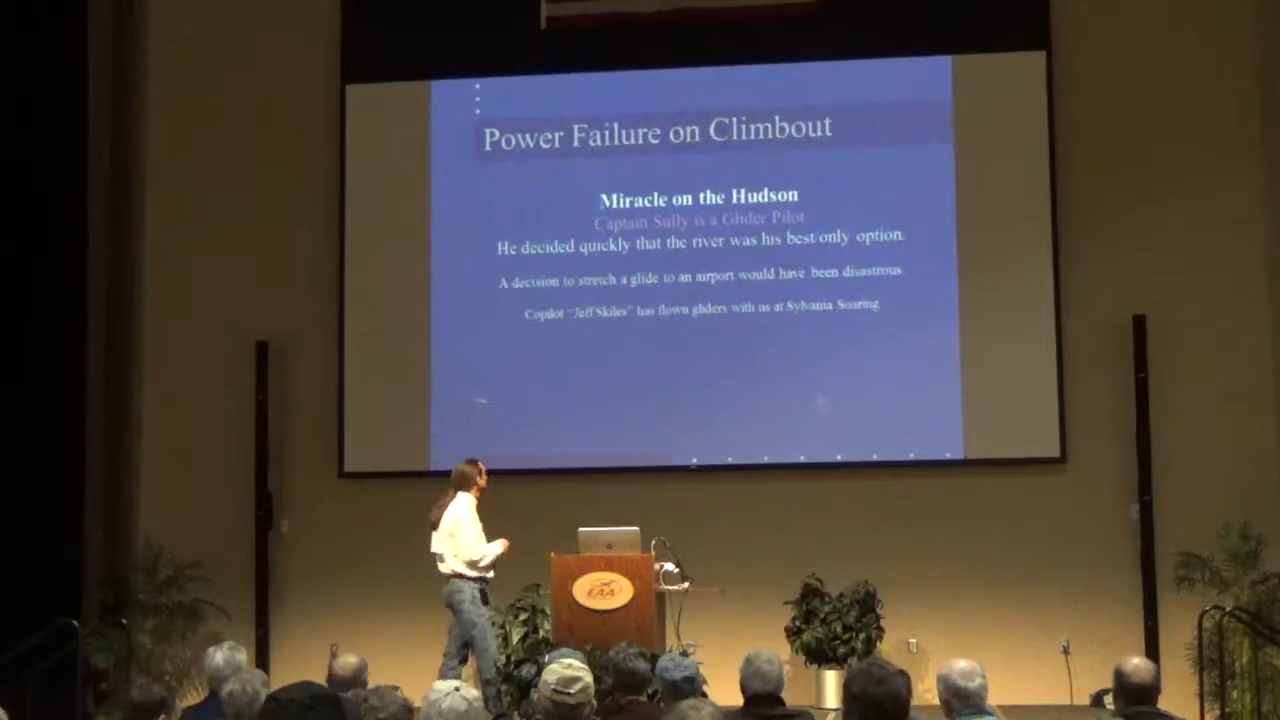 Power Failure on Climbout
Miracle on the Hudson
Captain Sully is a Glider Pilot
He decided quickly that the river was his best/only option.
A decision to stretch a glide to an airport would have been disastrous.
Copilot "Jeff Skiles" has flown gliders with us at Sylvania Soaring
EAA